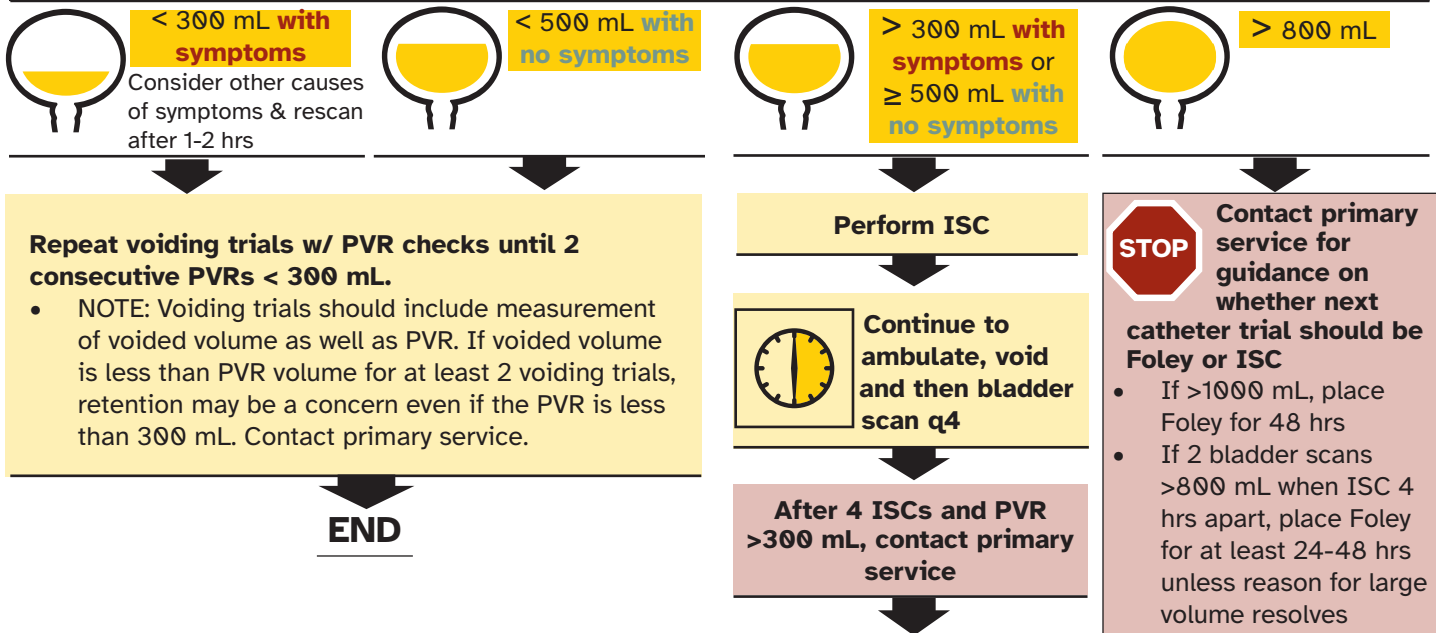 < 300 mL with
symptoms
Consider other causes
of symptoms & rescan
after 1-2 hrs
< 500 mL with
no symptoms
> 300 mL with
symptoms or
≥ 500 mL with
no symptoms
> 800 mL
Repeat voiding trials w/ PVR checks until 2
consecutive PVRs < 300 mL.
• NOTE: Voiding trials should include measurement
of voided volume as well as PVR. If voided volume
is less than PVR volume for at least 2 voiding trials,
retention may be a concern even if the PVR is less
than 300 mL. Contact primary service.
END
Perform ISC
Continue to
ambulate, void
and then bladder
scan q4
After 4 ISCs and PVR
>300 mL, contact primary
service
STOP
Contact primary
service for
guidance on
whether next
catheter trial should be
Foley or ISC
• If >1000 mL, place
Foley for 48 hrs
• If 2 bladder scans
>800 mL when ISC 4
hrs apart, place Foley
for at least 24-48 hrs
unless reason for large
volume resolves